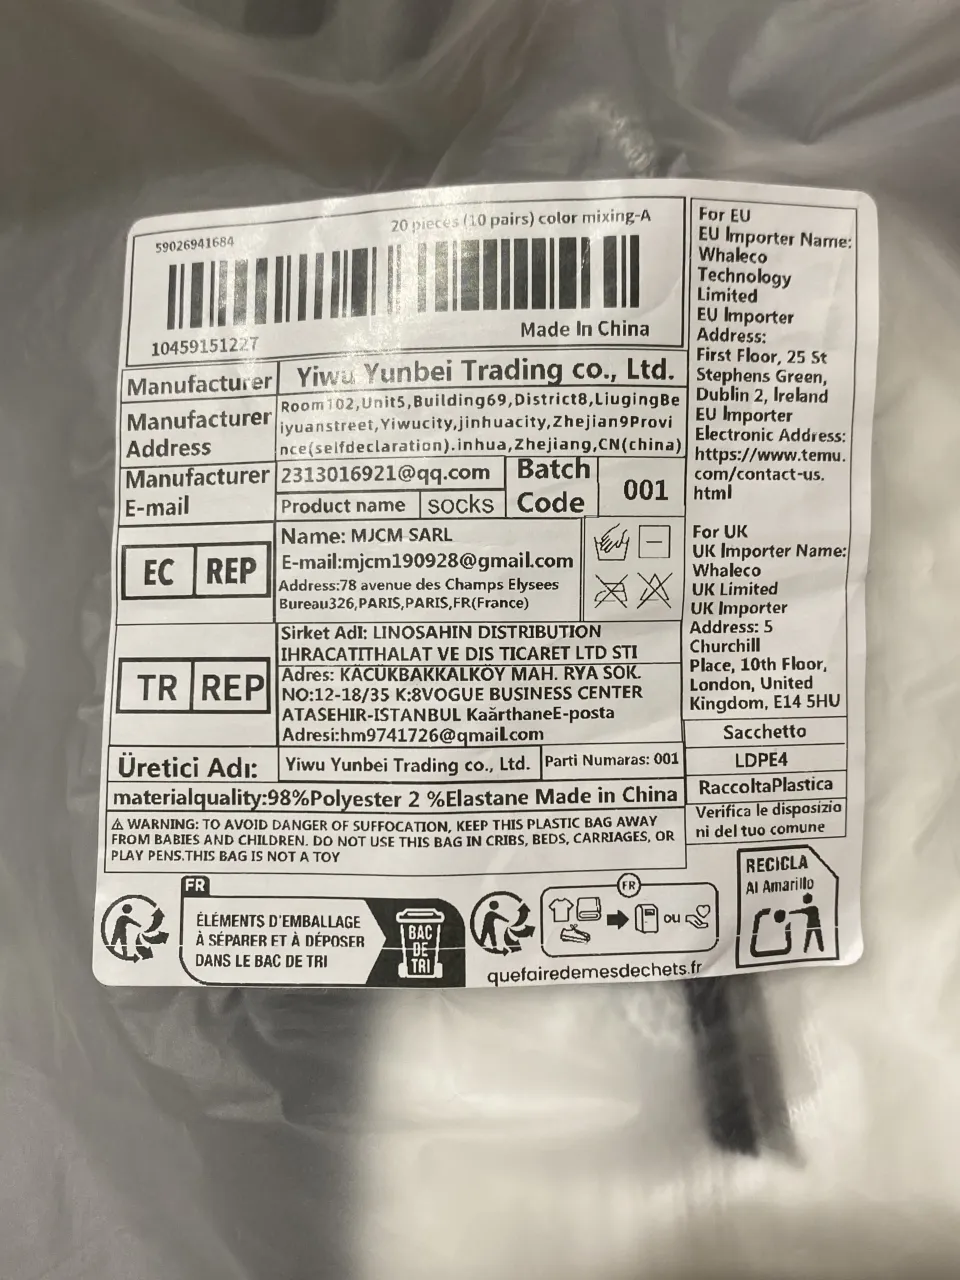 59026941684
20 pieces (10 pairs) color mixing-A
10459151227
Made In China
Manufacturer
Yiwu Yunbei Trading co., Ltd.
Manufacturer Address
Room102,Unit5,Building69,District8,LiugingBe
iyuanstreet,Yiwucity,jinhuacity,Zhejian9Provi
nce(selfdeclaration).inhua,Zhejiang,CN(china)
Manufacturer E-mail
2313016921@qq.com
Product name
socks
Batch Code
001
EC REP
Name: MJCM SARL
E-mail:mjcm190928@gmail.com
Address:78 avenue des Champs Elysees
Bureau326,PARIS,PARIS,FR(France)
TR REP
Sirket AdI: LINOSAHIN DISTRIBUTION
IHRACATITHALAT VE DIS TICARET LTD STI
Adres: KACUKBAKKALKÖY MAH. RYA SOK.
NO:12-18/35 K:8VOGUE BUSINESS CENTER
ATASEHIR-ISTANBUL KaärthaneE-posta
Adresi:hm9741726@qmail.com
Üretici Adı:
Yiwu Yunbei Trading co., Ltd.
Parti Numaras: 001
materialquality:98%Polyester 2 %Elastane Made in China
WARNING: TO AVOID DANGER OF SUFFOCATION, KEEP THIS PLASTIC BAG AWAY
FROM BABIES AND CHILDREN. DO NOT USE THIS BAG IN CRIBS, BEDS, CARRIAGES, OR
PLAY PENS.THIS BAG IS NOT A TOY
For EU
EU Importer Name:
Whaleco
Technology
Limited
EU Importer
Address:
First Floor, 25 St
Stephens Green,
Dublin 2, Ireland
EU Importer
Electronic Address:
https://www.temu.
com/contact-us.
html
For UK
UK Importer Name:
Whaleco
UK Limited
UK Importer
Address: 5
Churchill
Place, 10th Floor,
London, United
Kingdom, E14 5HU
Sacchetto
LDPE4
RaccoltaPlastica
Verifica le disposizio
ni del tuo comune
FR
ÉLÉMENTS D'EMBALLAGE
À SÉPARER ET À DÉPOSER
DANS LE BAC DE TRI
BAC
DE
TRI
FR
ou
quefairedemesdechets.fr
RECICLA
Al Amarillo